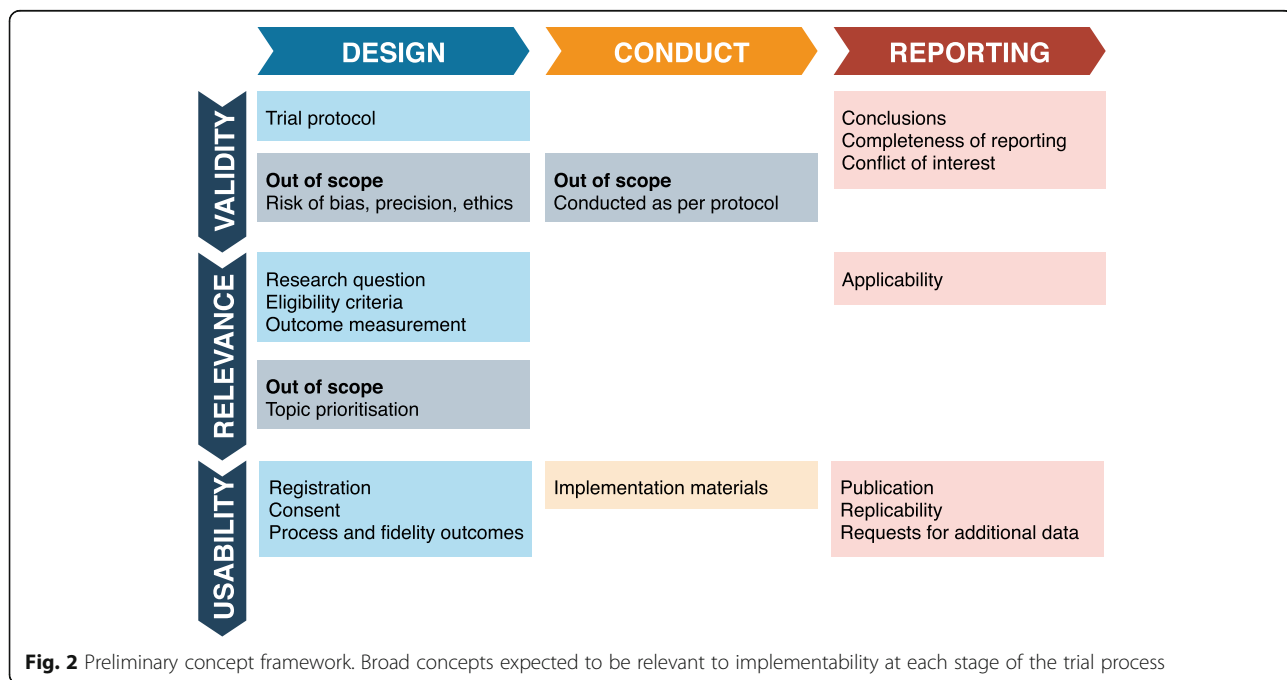 DESIGN
CONDUCT
REPORTING
VALIDITY
Trial protocol
Out of scope
Risk of bias, precision, ethics
Out of scope
Conducted as per protocol
Conclusions
Completeness of reporting
Conflict of interest
RELEVANCE
Research question
Eligibility criteria
Outcome measurement
Out of scope
Topic prioritisation
Applicability
USABILITY
Registration
Consent
Process and fidelity outcomes
Implementation materials
Publication
Replicability
Requests for additional data
Fig. 2 Preliminary concept framework. Broad concepts expected to be relevant to implementability at each stage of the trial process